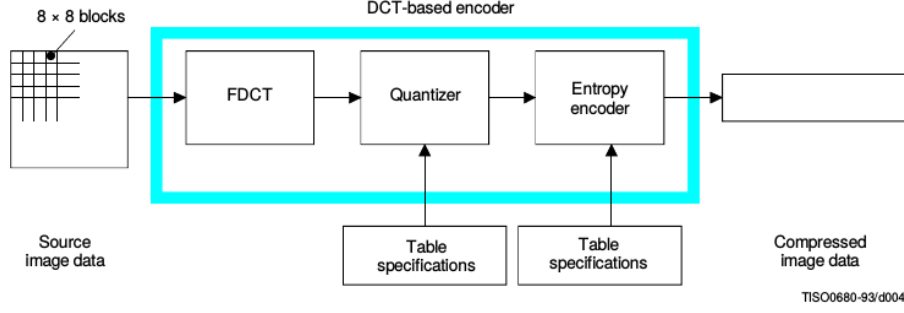 DCT-based encoder
8 × 8 blocks
FDCT
Quantizer
Entropy
encoder
Table
specifications
Table
specifications
Source
image data
Compressed
image data
TISO0680-93/d004